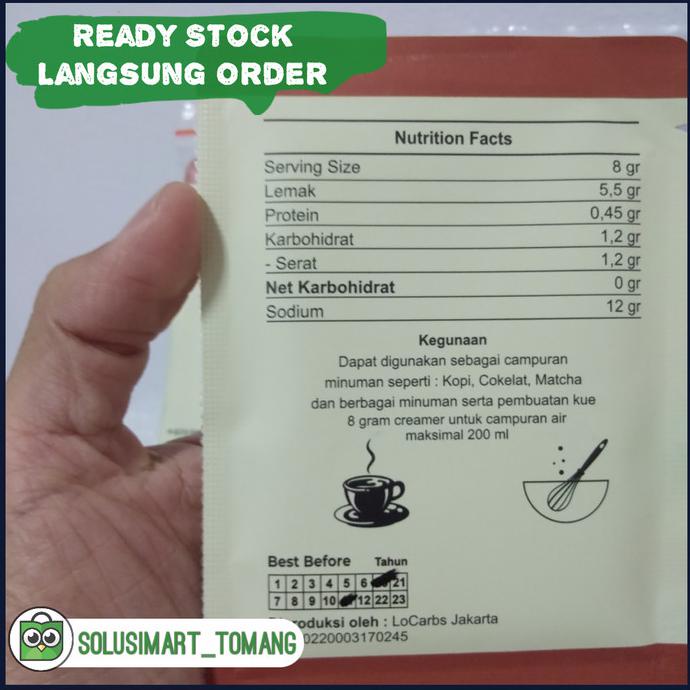 READY STOCK
LANGSUNG ORDER
Nutrition Facts
Serving Size 8 gr
Lemak 5,5 gr
Protein 0,45 gr
Karbohidrat 1,2 gr
- Serat 1,2 gr
Net Karbohidrat 0 gr
Sodium 12 gr
Kegunaan
Dapat digunakan sebagai campuran
minuman seperti : Kopi, Cokelat, Matcha
dan berbagai minuman serta pembuatan kue
8 gram creamer untuk campuran air
maksimal 200 ml
Best Before Tahun
1 2 3 4 5 6 21
7 8 9 10 12 22 23
oduksi oleh : LoCarbs Jakarta
0220003170245
SOLUSIMART_TOMANG